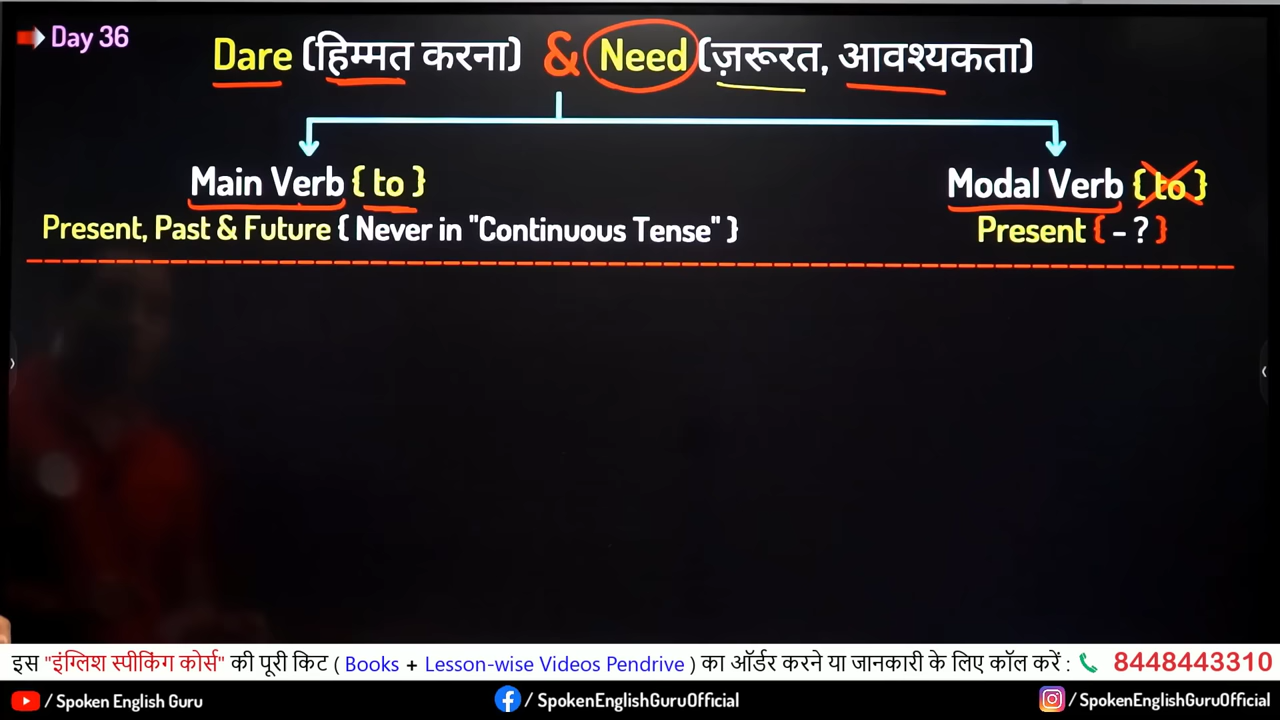 Day 36
Dare (हिम्मत करना) & Need (ज़रूरत, आवश्यकता)
Main Verb { to }
Modal Verb { to }
Present, Past & Future { Never in "Continuous Tense" }
Present { - ? }
इस "इंग्लिश स्पीकिंग कोर्स" की पूरी किट ( Books + Lesson-wise Videos Pendrive ) का ऑर्डर करने या जानकारी के लिए कॉल करें : 8448443310
/ Spoken English Guru
/ SpokenEnglishGuruOfficial
/ SpokenEnglishGuruOfficial